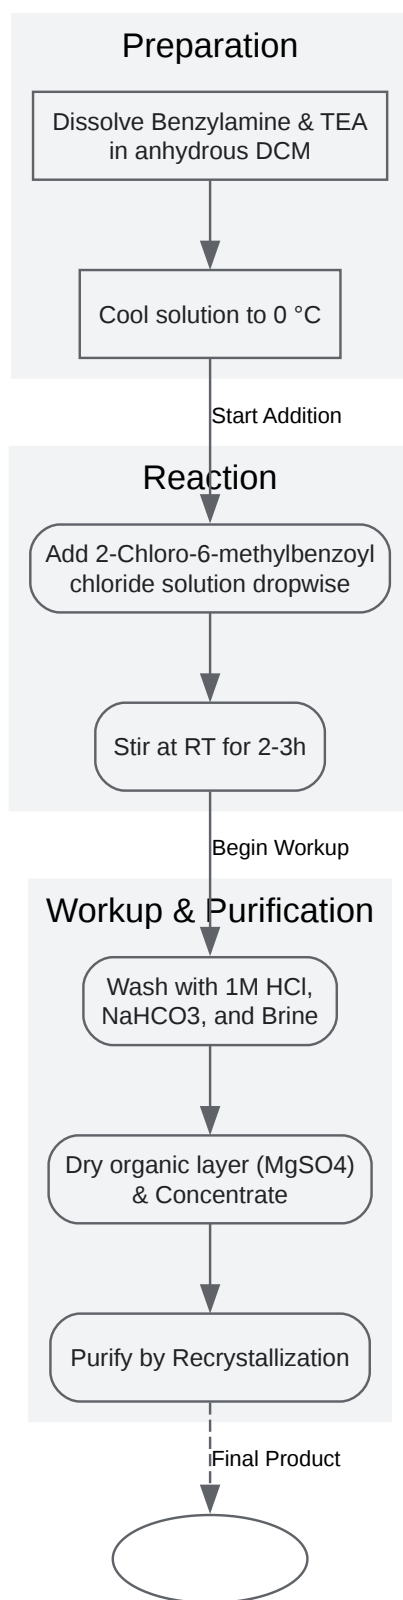 Preparation
Dissolve Benzylamine & TEA
in anhydrous DCM
Cool solution to 0 °C
Start Addition
Reaction
Add 2-Chloro-6-methylbenzoyl
chloride solution dropwise
Stir at RT for 2-3h
Begin Workup
Workup & Purification
Wash with 1M HCl,
NaHCO3, and Brine
Dry organic layer (MgSO4)
& Concentrate
Purify by Recrystallization
Final Product